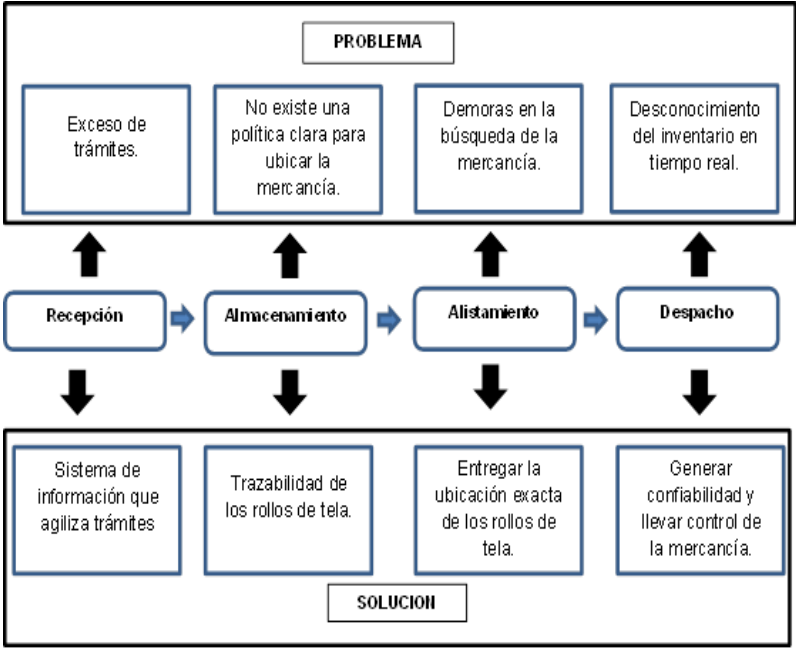 PROBLEMA
Exceso de
trámites.
No existe una
política clara para
ubicar la
mercancía.
Demoras en la
búsqueda de la
mercancía.
Desconocimiento
del inventario en
tiempo real.
Recepción
Almacenamiento
Alistamiento
Despacho
Sistema de
información que
agiliza trámites
Trazabilidad de
los rollos de tela.
Entregar la
ubicación exacta
de los rollos de
tela.
Generar
confiabilidad y
llevar control de
la mercancía.
SOLUCION